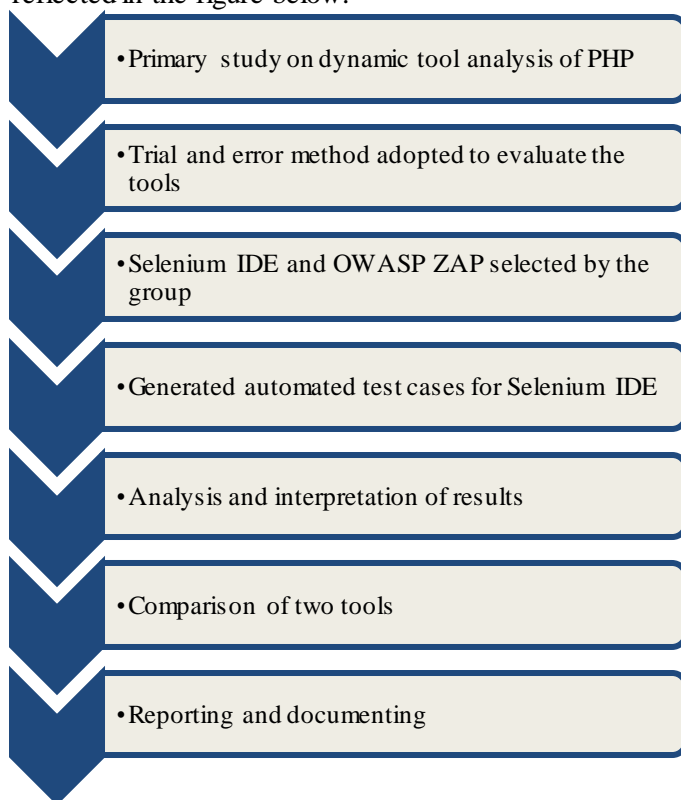 reflected in the figure below:
•Primary study on dynamic tool analysis of PHP
•Trial and error method adopted to evaluate the
tools
•Selenium IDE and OWASP ZAP selected by the
group
•Generated automated test cases for Selenium IDE
•Analysis and interpretation of results
•Comparison of two tools
•Reporting and documenting